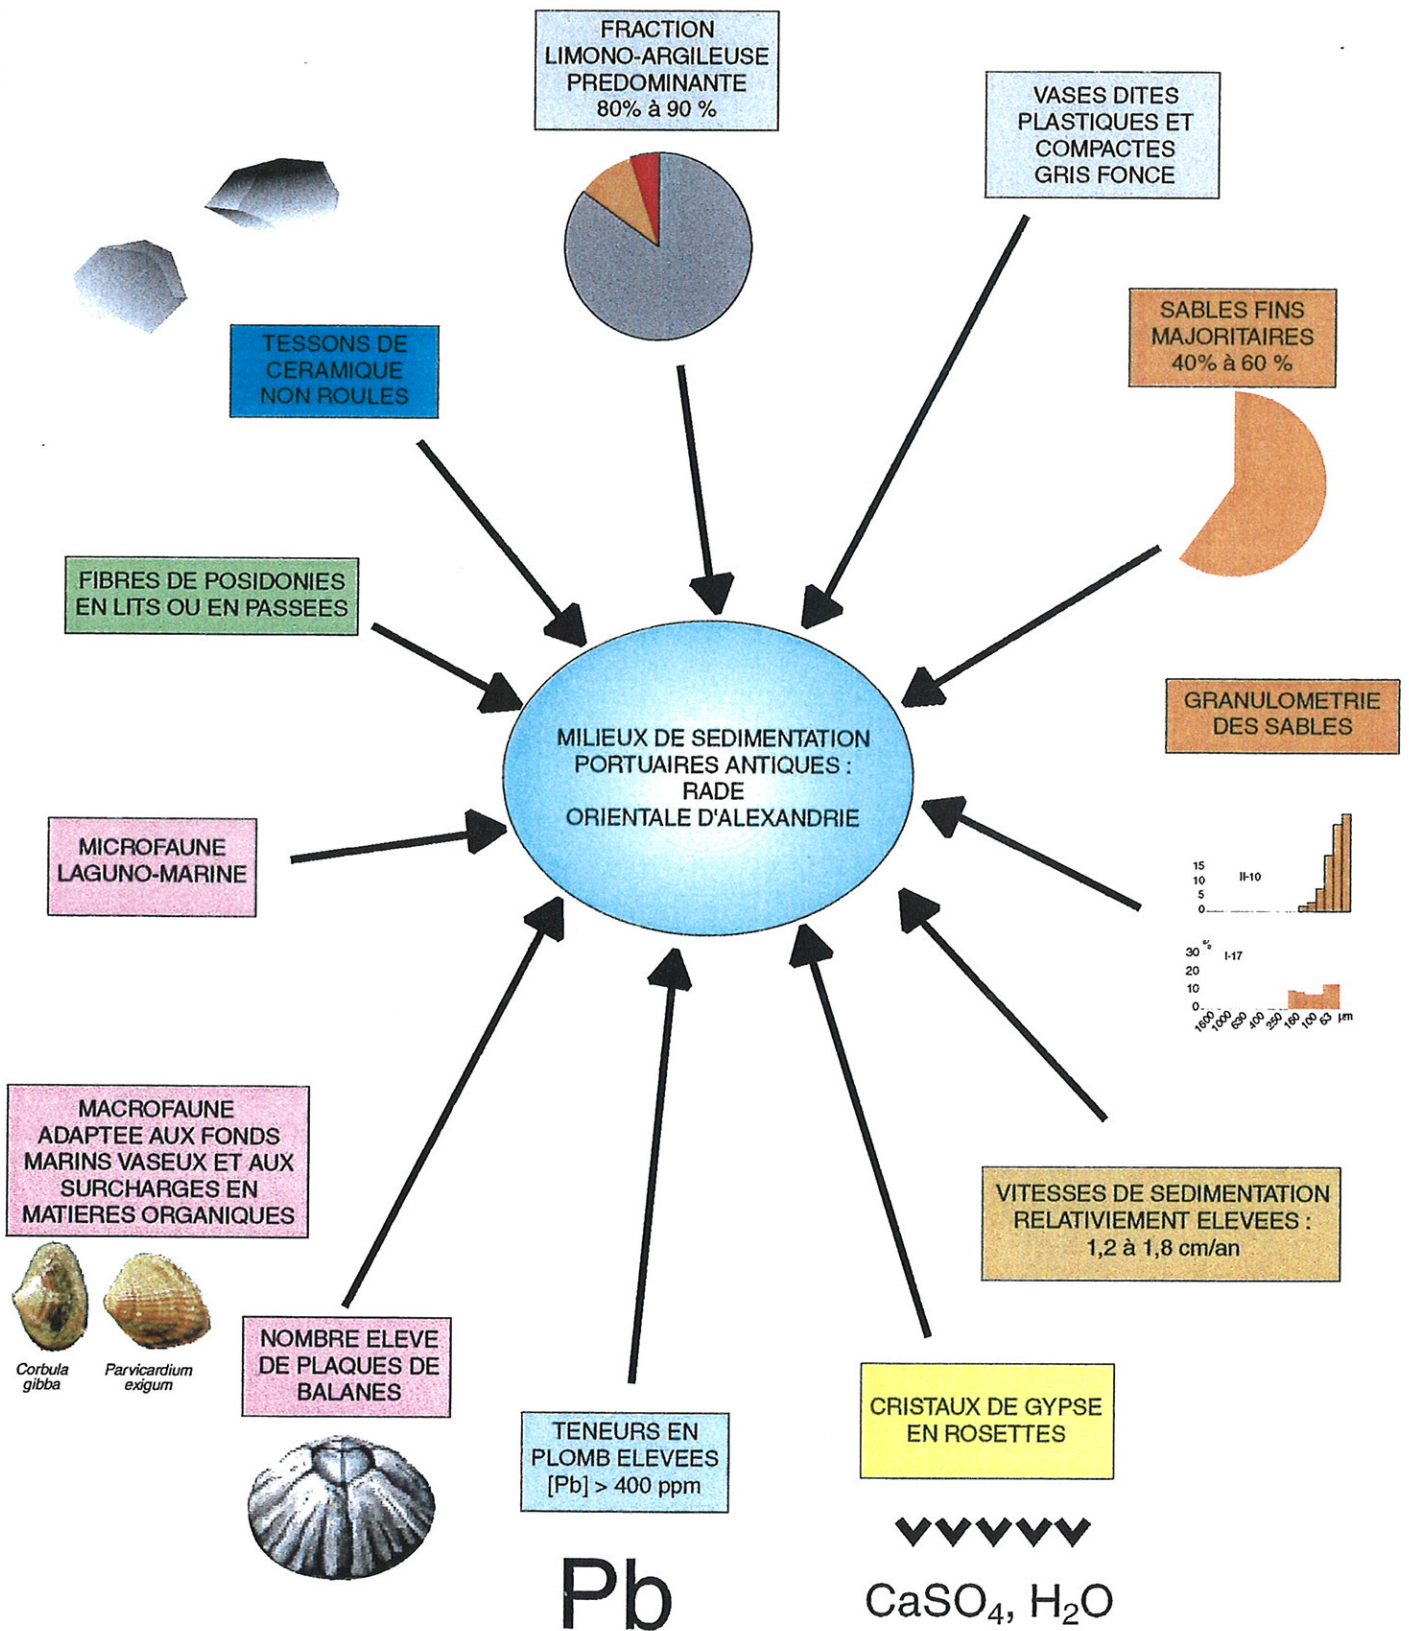 FRACTION
LIMONO-ARGILEUSE
PREDOMINANTE
80% à 90 %
VASES DITES
PLASTIQUES ET
COMPACTES
GRIS FONCE
TESSONS DE
CERAMIQUE
NON ROULES
SABLES FINS
MAJORITAIRES
40% à 60 %
FIBRES DE POSIDONIES
EN LITS OU EN PASSEES
GRANULOMETRIE
DES SABLES
MILIEUX DE SEDIMENTATION
PORTUAIRES ANTIQUES :
RADE
ORIENTALE D'ALEXANDRIE
MICROFAUNE
LAGUNO-MARINE
15
10
5
0
II-10
30
20
10
0
%
I-17
1600 1000 630 400 250 160 100 63 µm
MACROFAUNE
ADAPTEE AUX FONDS
MARINS VASEUX ET AUX
SURCHARGES EN
MATIERES ORGANIQUES
Corbula
gibba
Parvicardium
exigum
VITESSES DE SEDIMENTATION
RELATIVIEMENT ELEVEES :
1,2 à 1,8 cm/an
NOMBRE ELEVE
DE PLAQUES DE
BALANES
TENEURS EN
PLOMB ELEVEES
[Pb] > 400 ppm
Pb
CRISTAUX DE GYPSE
EN ROSETTES
CaSO₄, H₂O